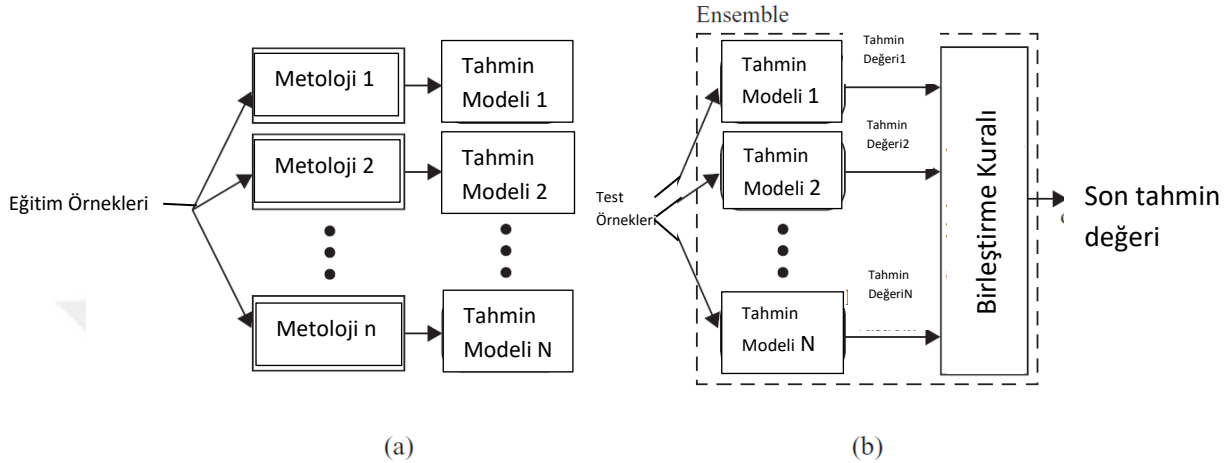 Eğitim Örnekleri
Metoloji 1
Tahmin
Modeli 1
Metoloji 2
Tahmin
Modeli 2
Metoloji n
Tahmin
Modeli N
(a)
Ensemble
Test
Örnekleri
Tahmin
Modeli 1
Tahmin
Değeri1
Tahmin
Modeli 2
Tahmin
Değeri2
Tahmin
Modeli N
Tahmin
DeğeriN
Birleştirme Kuralı
Son tahmin
değeri
(b)